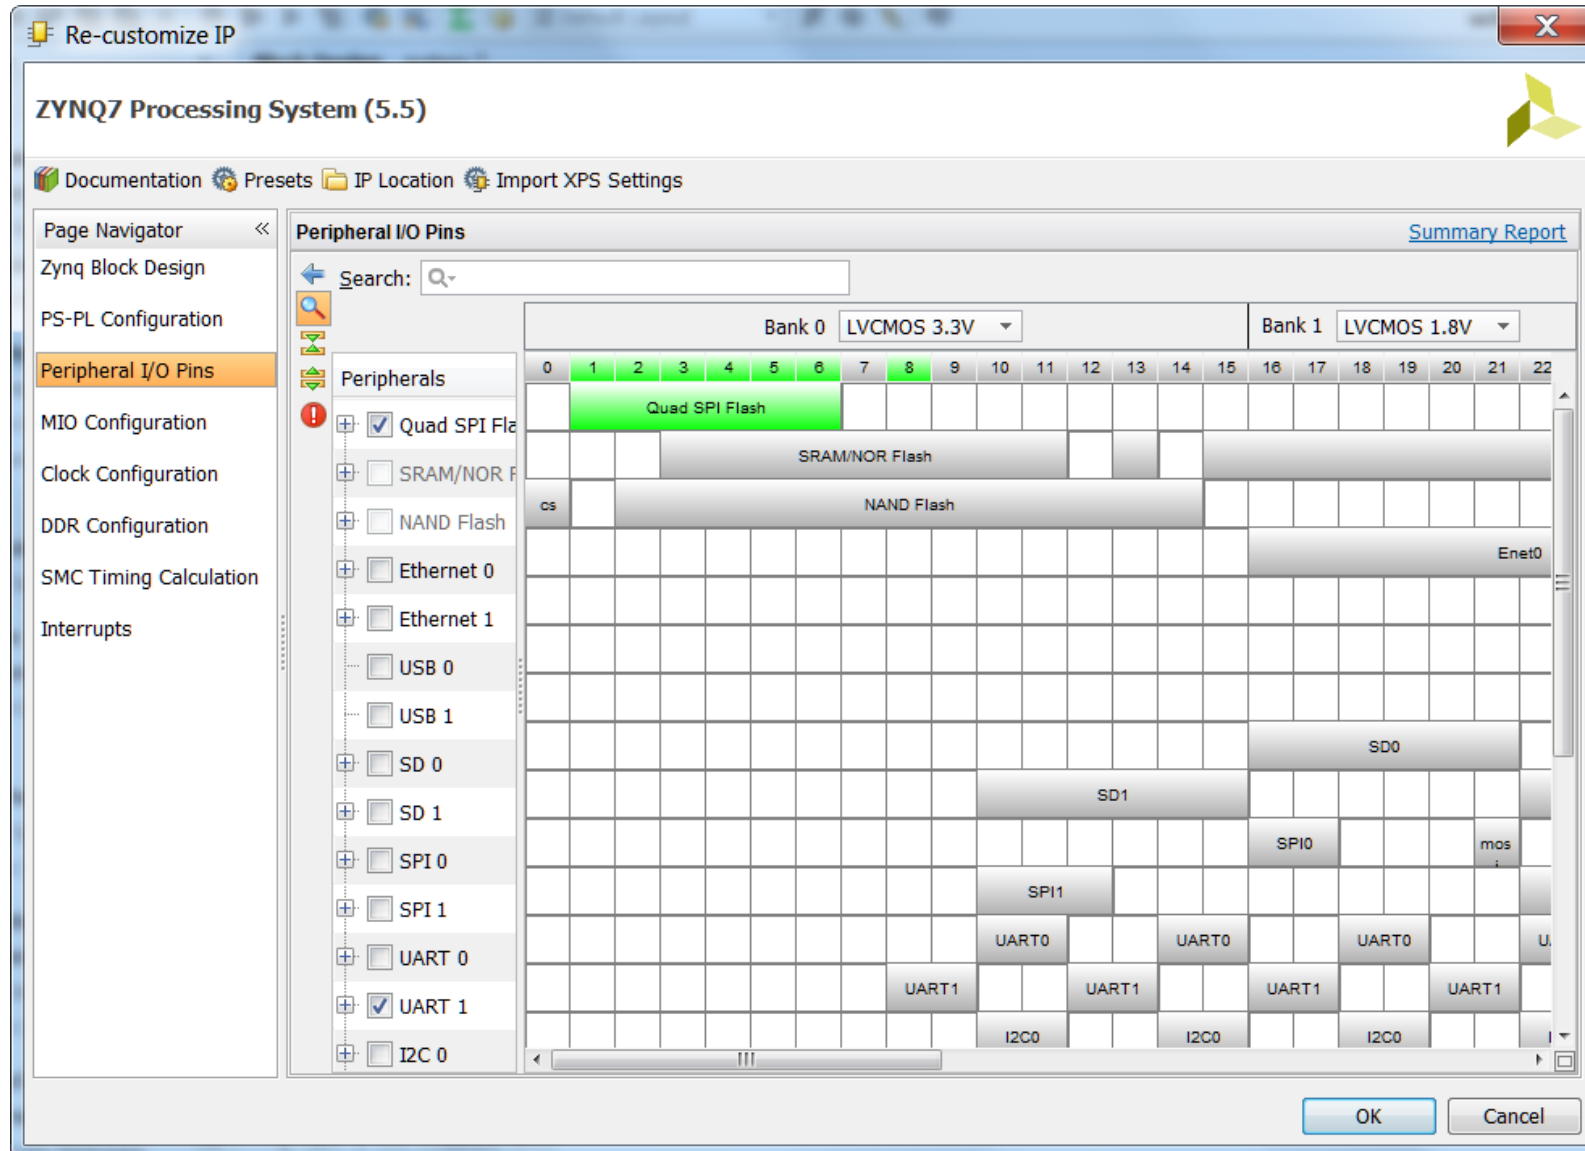 Re-customize IP
ZYNQ7 Processing System (5.5)
Documentation Presets IP Location Import XPS Settings
Page Navigator «
Zynq Block Design
PS-PL Configuration
Peripheral I/O Pins
MIO Configuration
Clock Configuration
DDR Configuration
SMC Timing Calculation
Interrupts
Peripheral I/O Pins Summary Report
Search:
Bank 0 LVCMOS 3.3V Bank 1 LVCMOS 1.8V
Peripherals 0 1 2 3 4 5 6 7 8 9 10 11 12 13 14 15 16 17 18 19 20 21 22
Quad SPI Fla Quad SPI Flash
SRAM/NOR F SRAM/NOR Flash
NAND Flash cs NAND Flash
Ethernet 0 Enet0
Ethernet 1
USB 0
USB 1
SD 0 SD0
SD 1 SD1
SPI 0 SPI0 mosi
SPI 1 SPI1
UART 0 UART0 UART0 UART0 U
UART 1 UART1 UART1 UART1 UART1
I2C 0 I2C0 I2C0 I2C0 I
OK Cancel